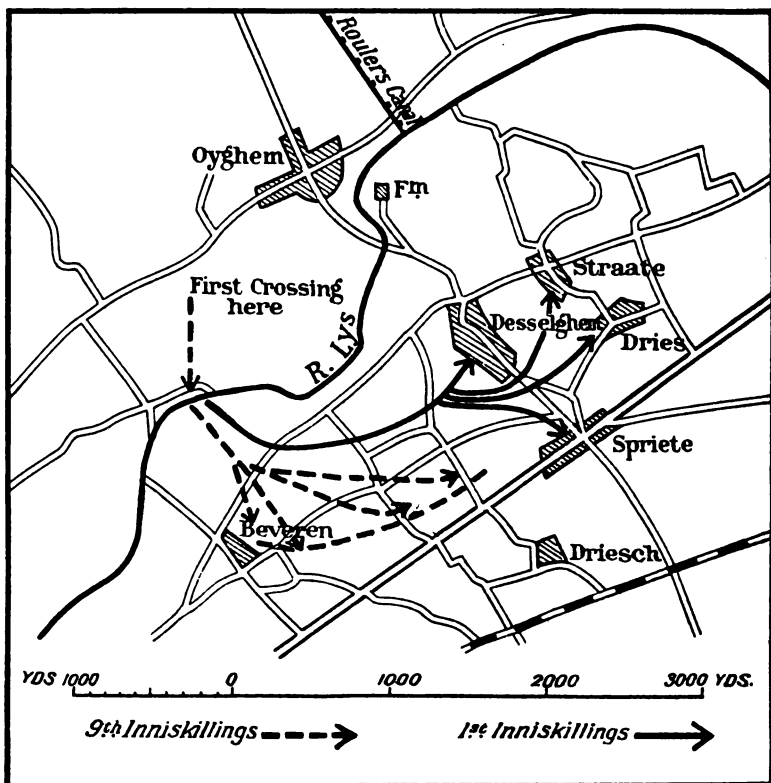 Roulers Canal
Oyghem
Fm
First Crossing
here
R. Lys
Straate
Desselghem
Dries
Spriete
Beveren
Driesch
YDS 1000 0 1000 2000 3000 YDS.
9th Inniskillings 1st Inniskillings